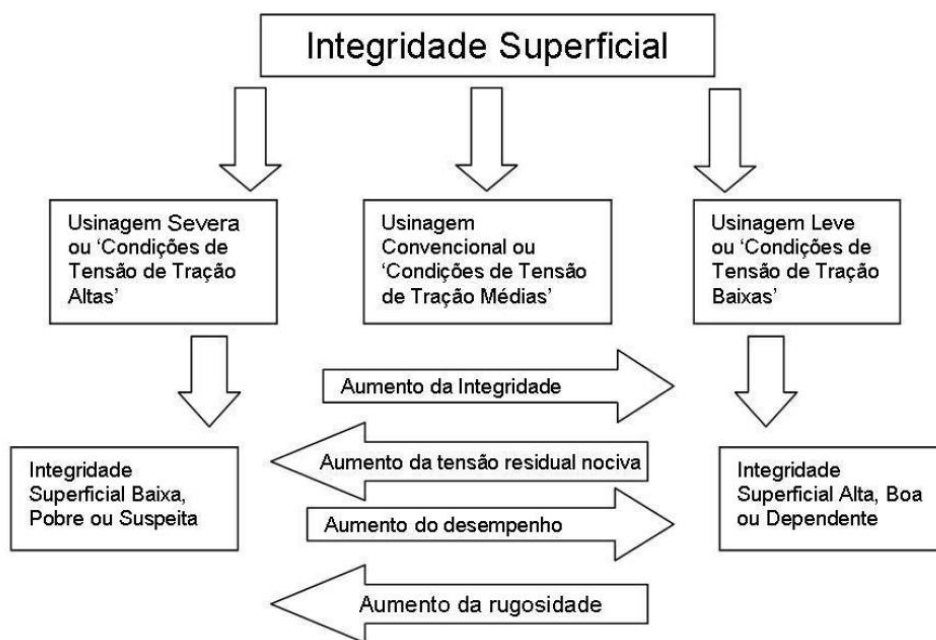 Integridade Superficial
Usinagem Severa
ou ‘Condições de
Tensão de Tração
Altas’
Usinagem
Convencional ou
‘Condições de Tensão
de Tração Médias’
Usinagem Leve
ou ‘Condições de
Tensão de Tração
Baixas’
Aumento da Integridade
Aumento da tensão residual nociva
Aumento do desempenho
Aumento da rugosidade
Integridade
Superficial Baixa,
Pobre ou Suspeita
Integridade
Superficial Alta, Boa
ou Dependente